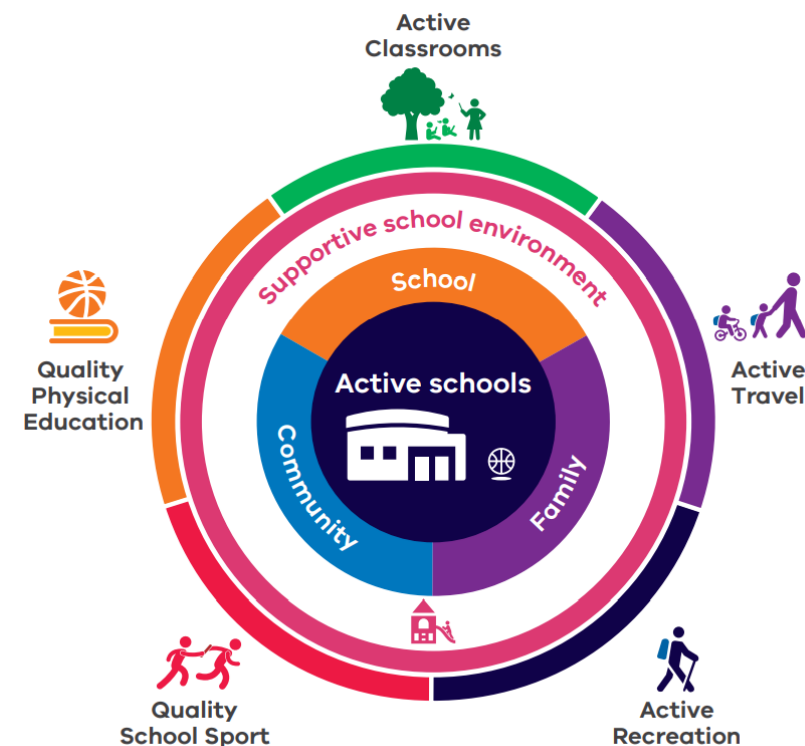 Active
Classrooms
Supportive school environment
School
Active schools
Quality
Physical
Education
Active
Travel
Community
Family
Quality
School Sport
Active
Recreation